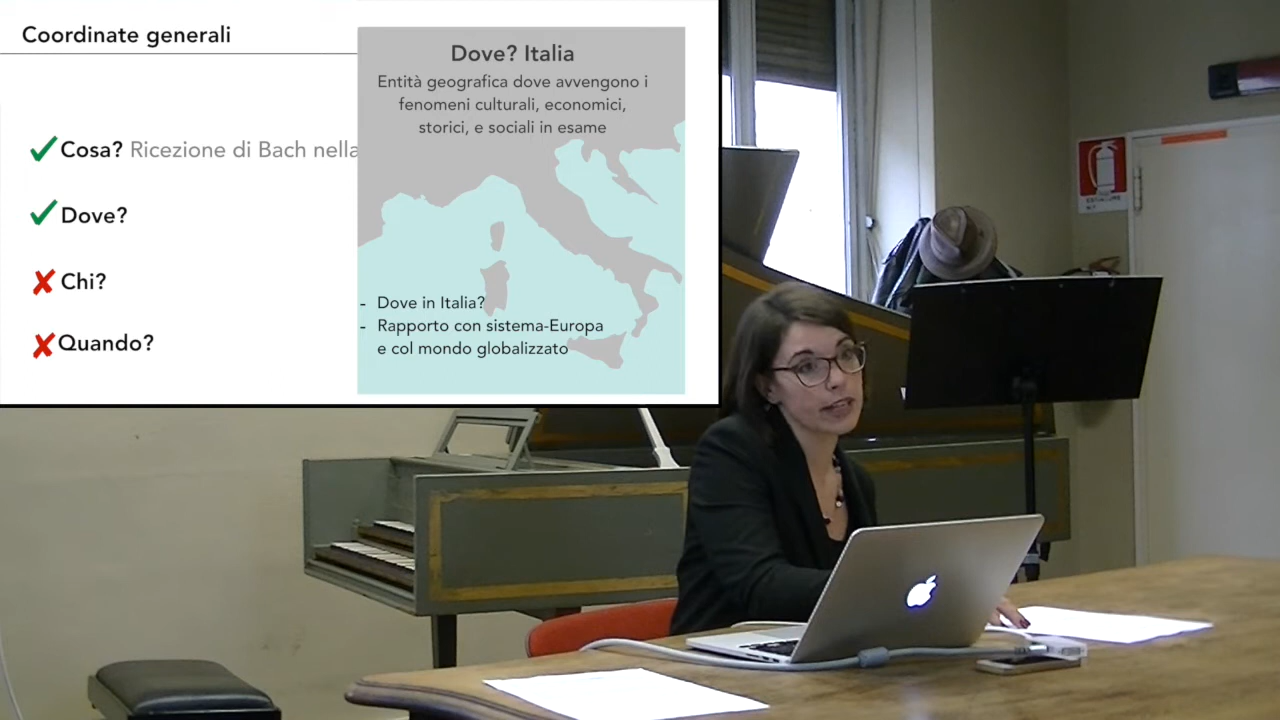 Coordinate generali
Cosa? Ricezione di Bach nella
Dove?
Chi?
Quando?
Dove? Italia
Entità geografica dove avvengono i
fenomeni culturali, economici,
storici, e sociali in esame
- Dove in Italia?
- Rapporto con sistema-Europa
e col mondo globalizzato
ESTINTORE